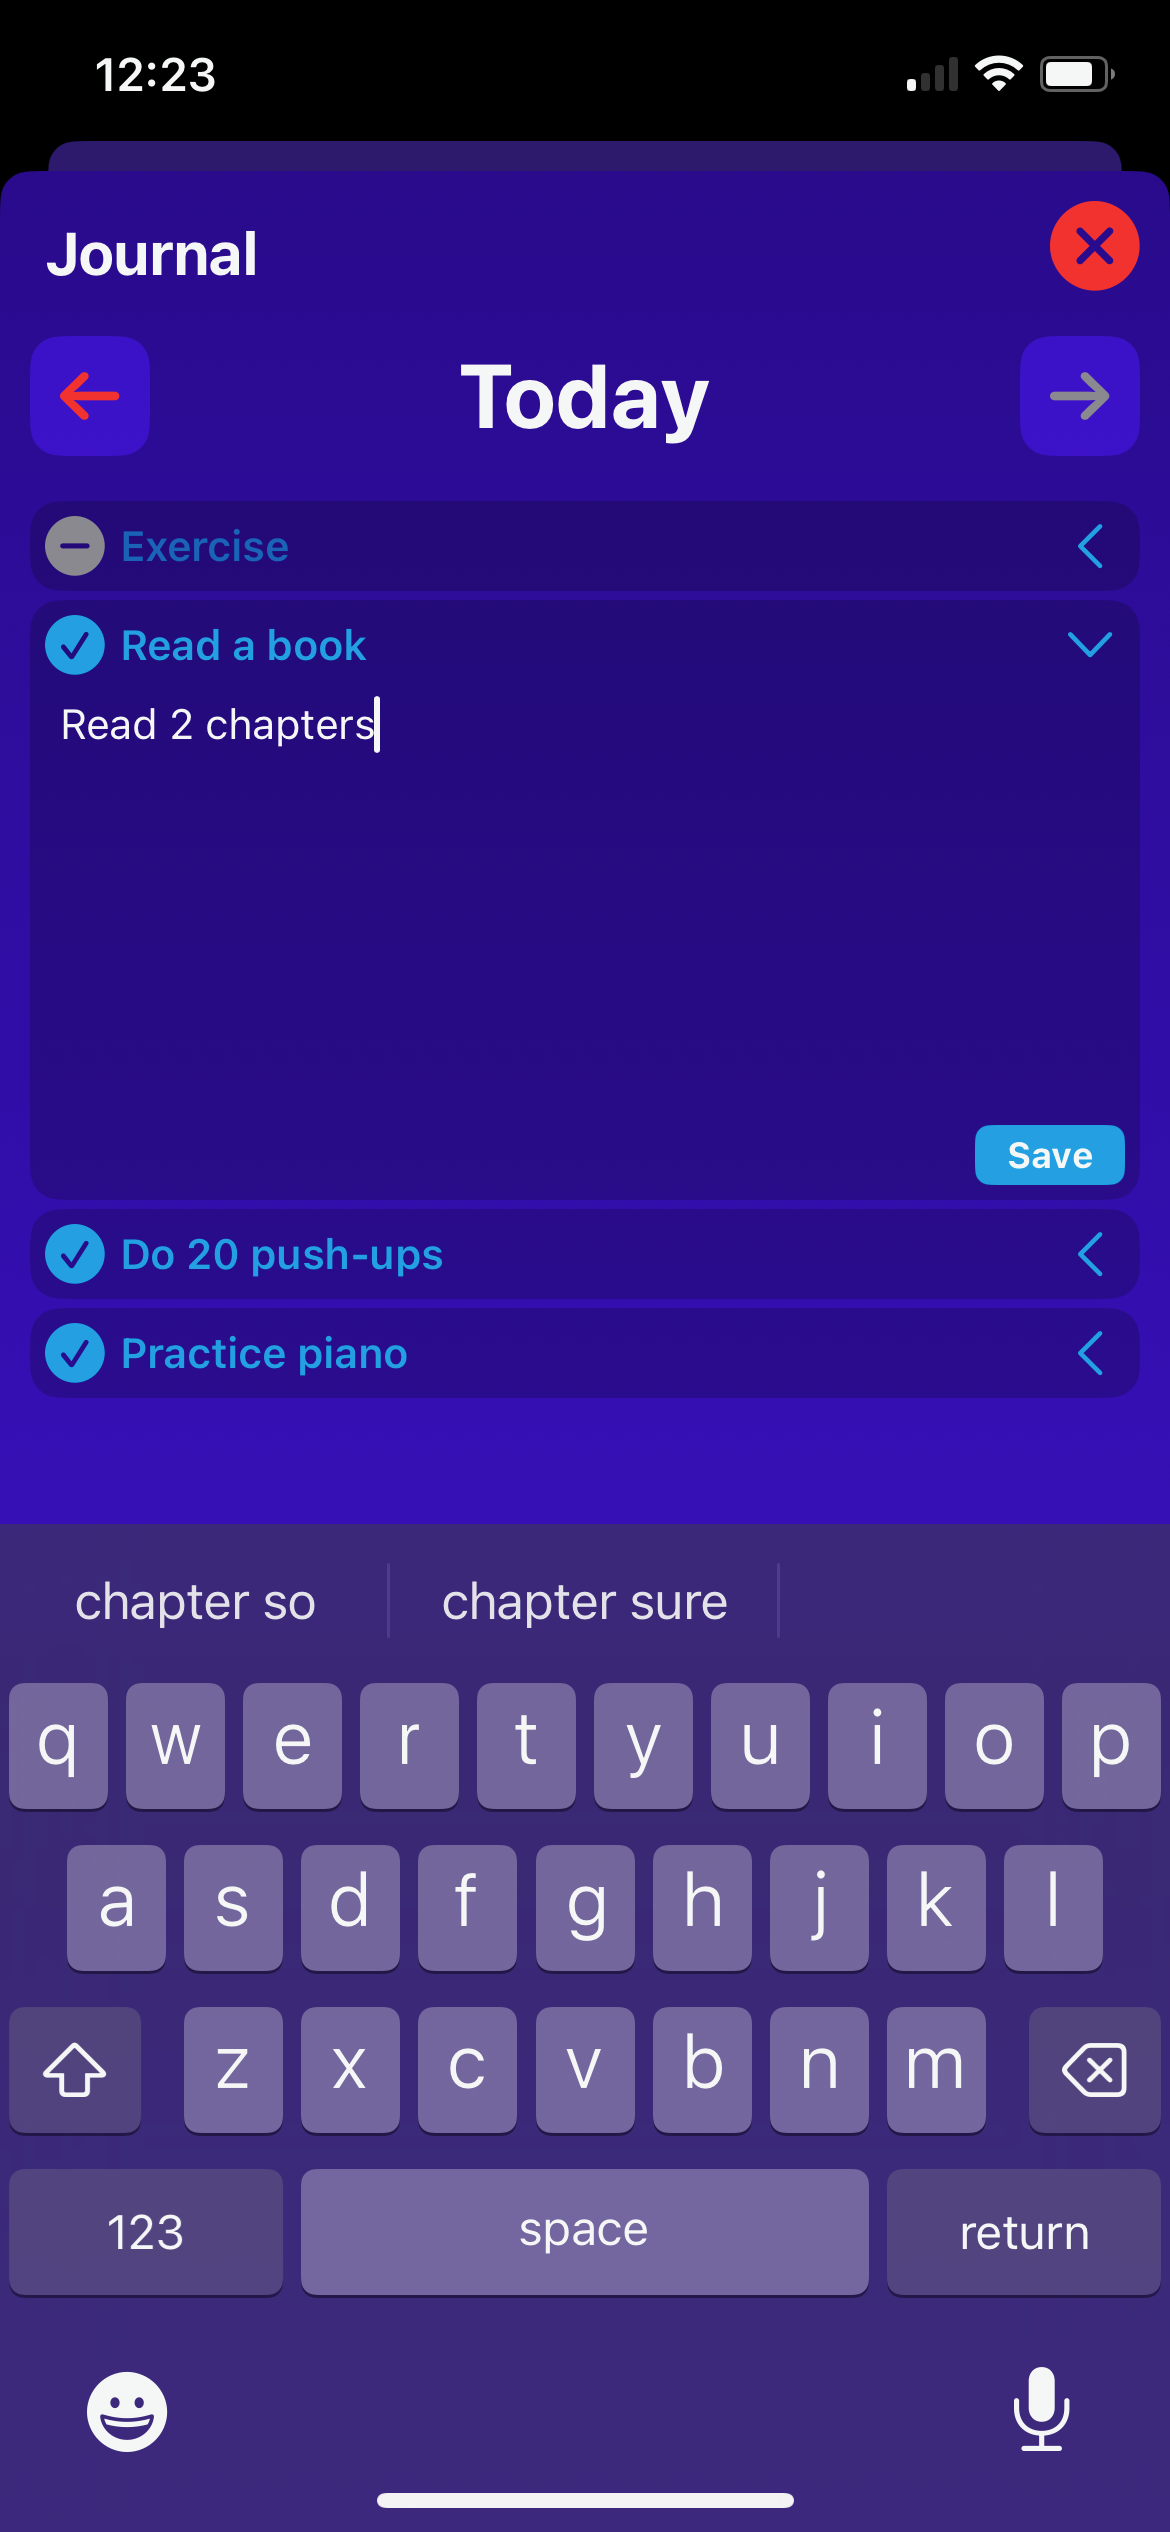 12:23
Journal
Today
Exercise
Read a book
Read 2 chapters
Save
Do 20 push-ups
Practice piano
chapter so chapter sure
q w e r t y u i o p
a s d f g h j k l
z x c v b n m
123 space return